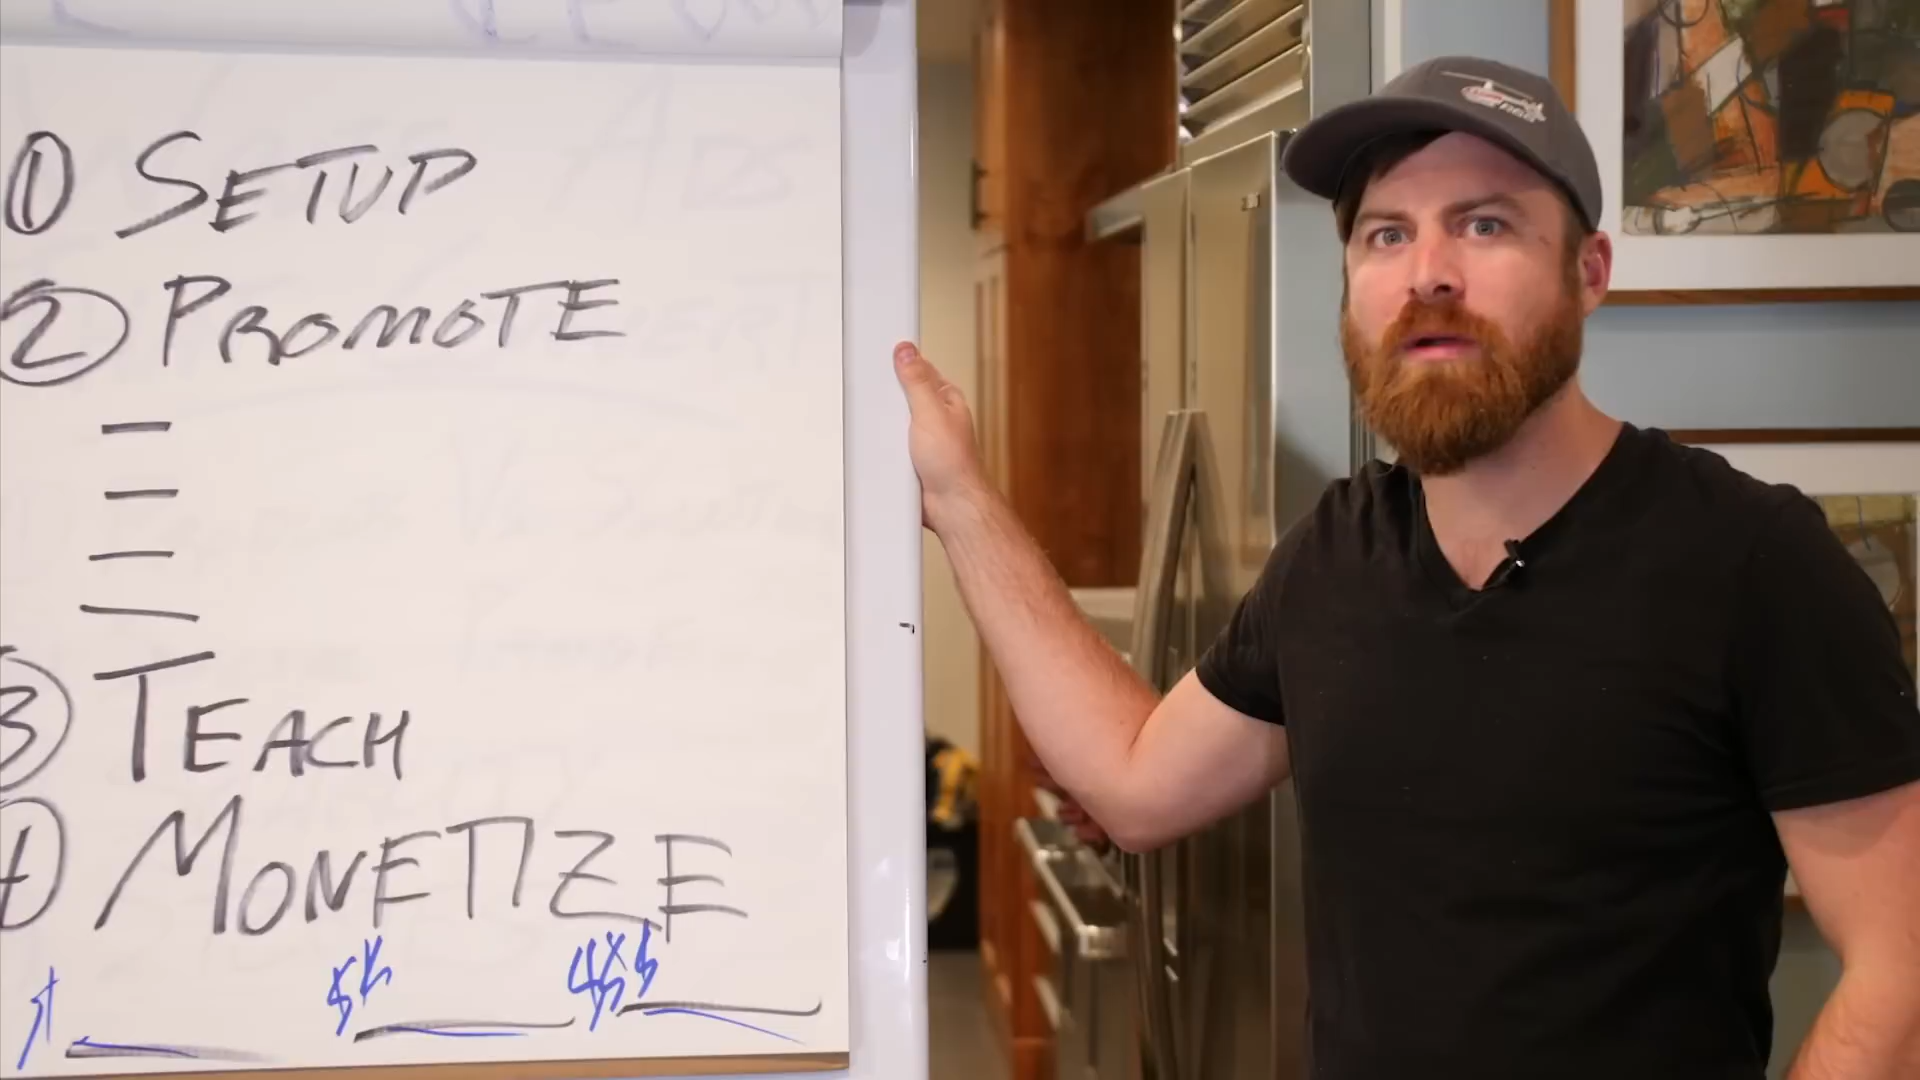 ① SETUP
② PROMOTE
—
—
—
—
③ TEACH
④ MONETIZE